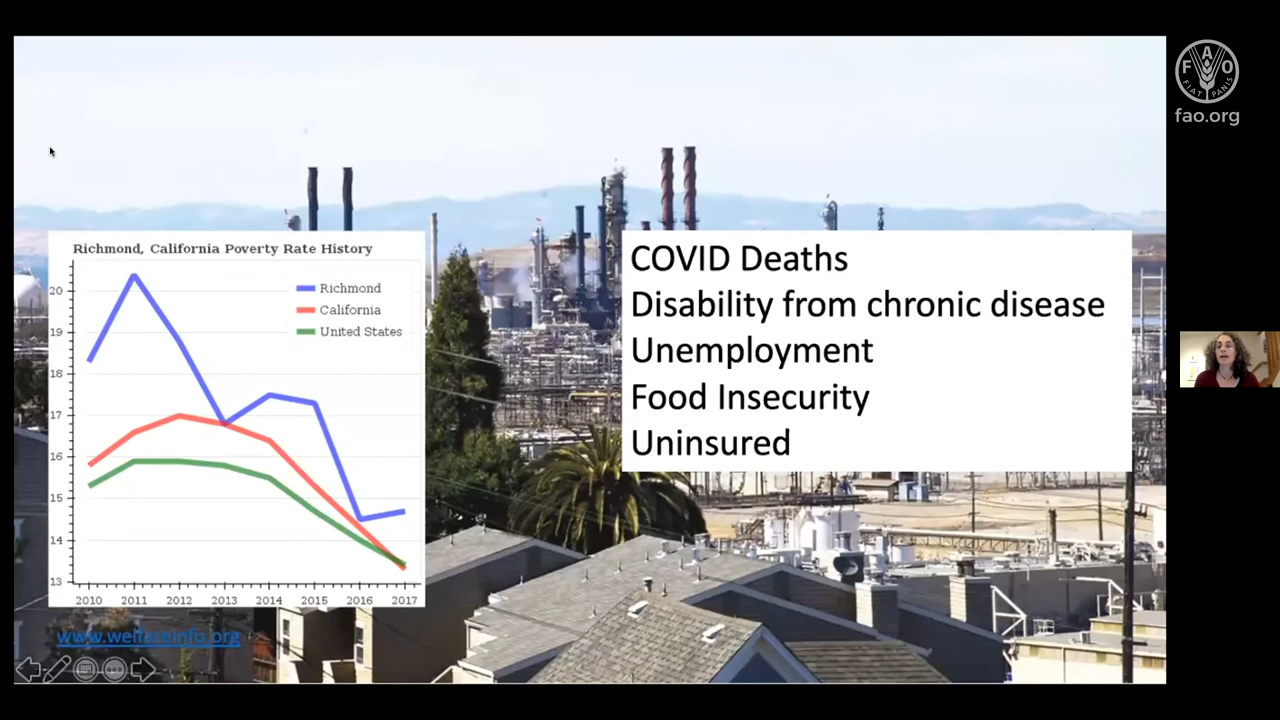 FAO
FIAT PANIS
fao.org
Richmond, California Poverty Rate History
Richmond
California
United States
20
19
18
17
16
15
14
13
2010 2011 2012 2013 2014 2015 2016 2017
www.welfareinfo.org
COVID Deaths
Disability from chronic disease
Unemployment
Food Insecurity
Uninsured